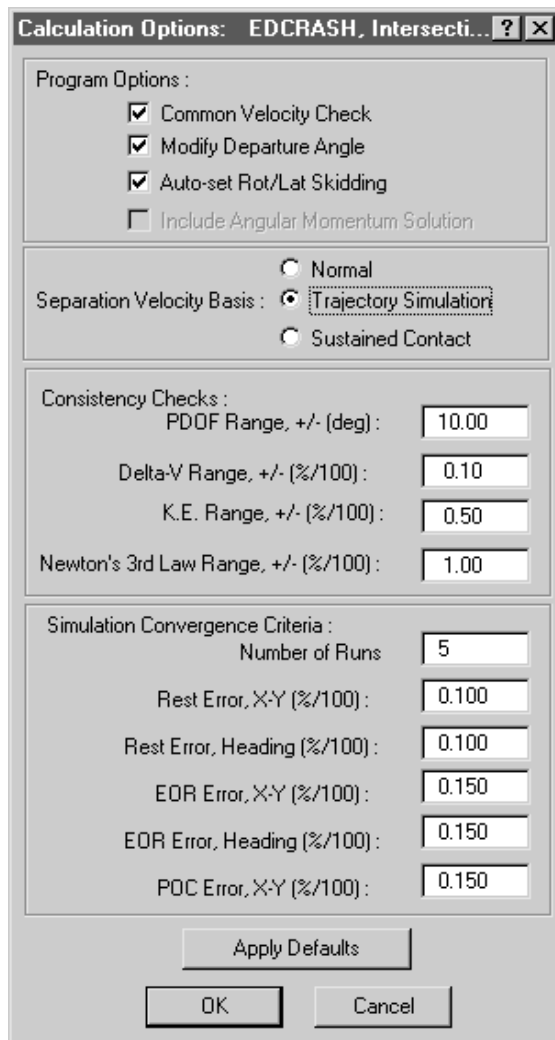 Calculation Options: EDCRASH, Intersecti...
Program Options :
Common Velocity Check
Modify Departure Angle
Auto-set Rot/Lat Skidding
Include Angular Momentum Solution
Normal
Separation Velocity Basis : Trajectory Simulation
Sustained Contact
Consistency Checks :
PDOF Range, +/- (deg) : 10.00
Delta-V Range, +/- (%/100) : 0.10
K.E. Range, +/- (%/100) : 0.50
Newton's 3rd Law Range, +/- (%/100) : 1.00
Simulation Convergence Criteria :
Number of Runs 5
Rest Error, X-Y (%/100) : 0.100
Rest Error, Heading (%/100) : 0.100
EOR Error, X-Y (%/100) : 0.150
EOR Error, Heading (%/100) : 0.150
POC Error, X-Y (%/100) : 0.150
Apply Defaults
OK Cancel